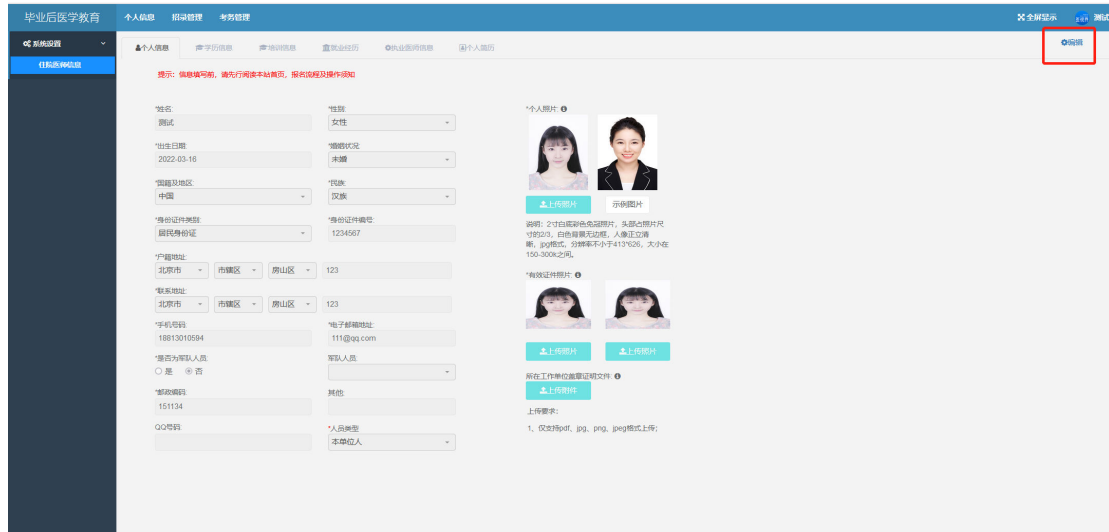 毕业后医学教育
个人信息 招录管理 考务管理
全屏显示 测试
系统设置
住院医师信息
个人信息 学历信息 培训信息 就业经历 执业医师信息 个人简历
编辑
提示：信息填写前，请先行阅读本站首页，报名流程及操作须知
*姓名:
测试
*性别:
女性
*出生日期:
2022-03-16
*婚姻状况:
未婚
*国籍及地区:
中国
*民族:
汉族
*身份证件类别:
居民身份证
*身份证件编号:
1234567
*户籍地址:
北京市 市辖区 房山区 123
*联系地址:
北京市 市辖区 房山区 123
*手机号码:
18813010594
*电子邮箱地址:
111@qq.com
*是否为军队人员:
是 否
军队人员:
*邮政编码:
151134
其他:
QQ号码:
*人员类型:
本单位人
*个人照片:
上传照片 示例图片
说明：2寸白底彩色免冠照片，头部占照片尺
寸的2/3，白色背景无边框，人像正立清
晰、jpg格式、分辨率不小于413*626，大小在
150-300k之间。
*有效证件照片:
上传照片 上传照片
所在工作单位盖章证明文件:
上传附件
上传要求：
1、仅支持pdf、jpg、png、jpeg格式上传;